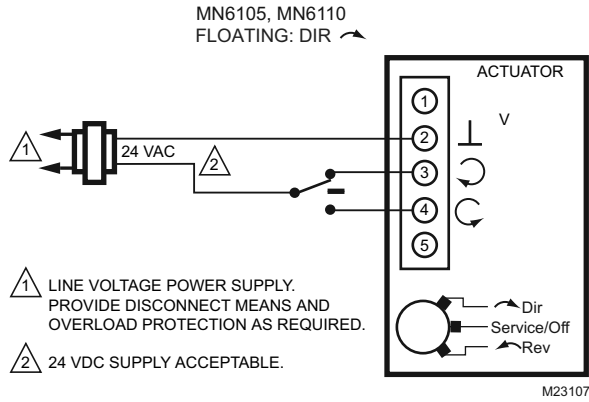 MN6105, MN6110
FLOATING: DIR
ACTUATOR
1
V
2
1
24 VAC
2
3
4
5
1 LINE VOLTAGE POWER SUPPLY.
PROVIDE DISCONNECT MEANS AND
OVERLOAD PROTECTION AS REQUIRED.
2 24 VDC SUPPLY ACCEPTABLE.
Dir
Service/Off
Rev
M23107